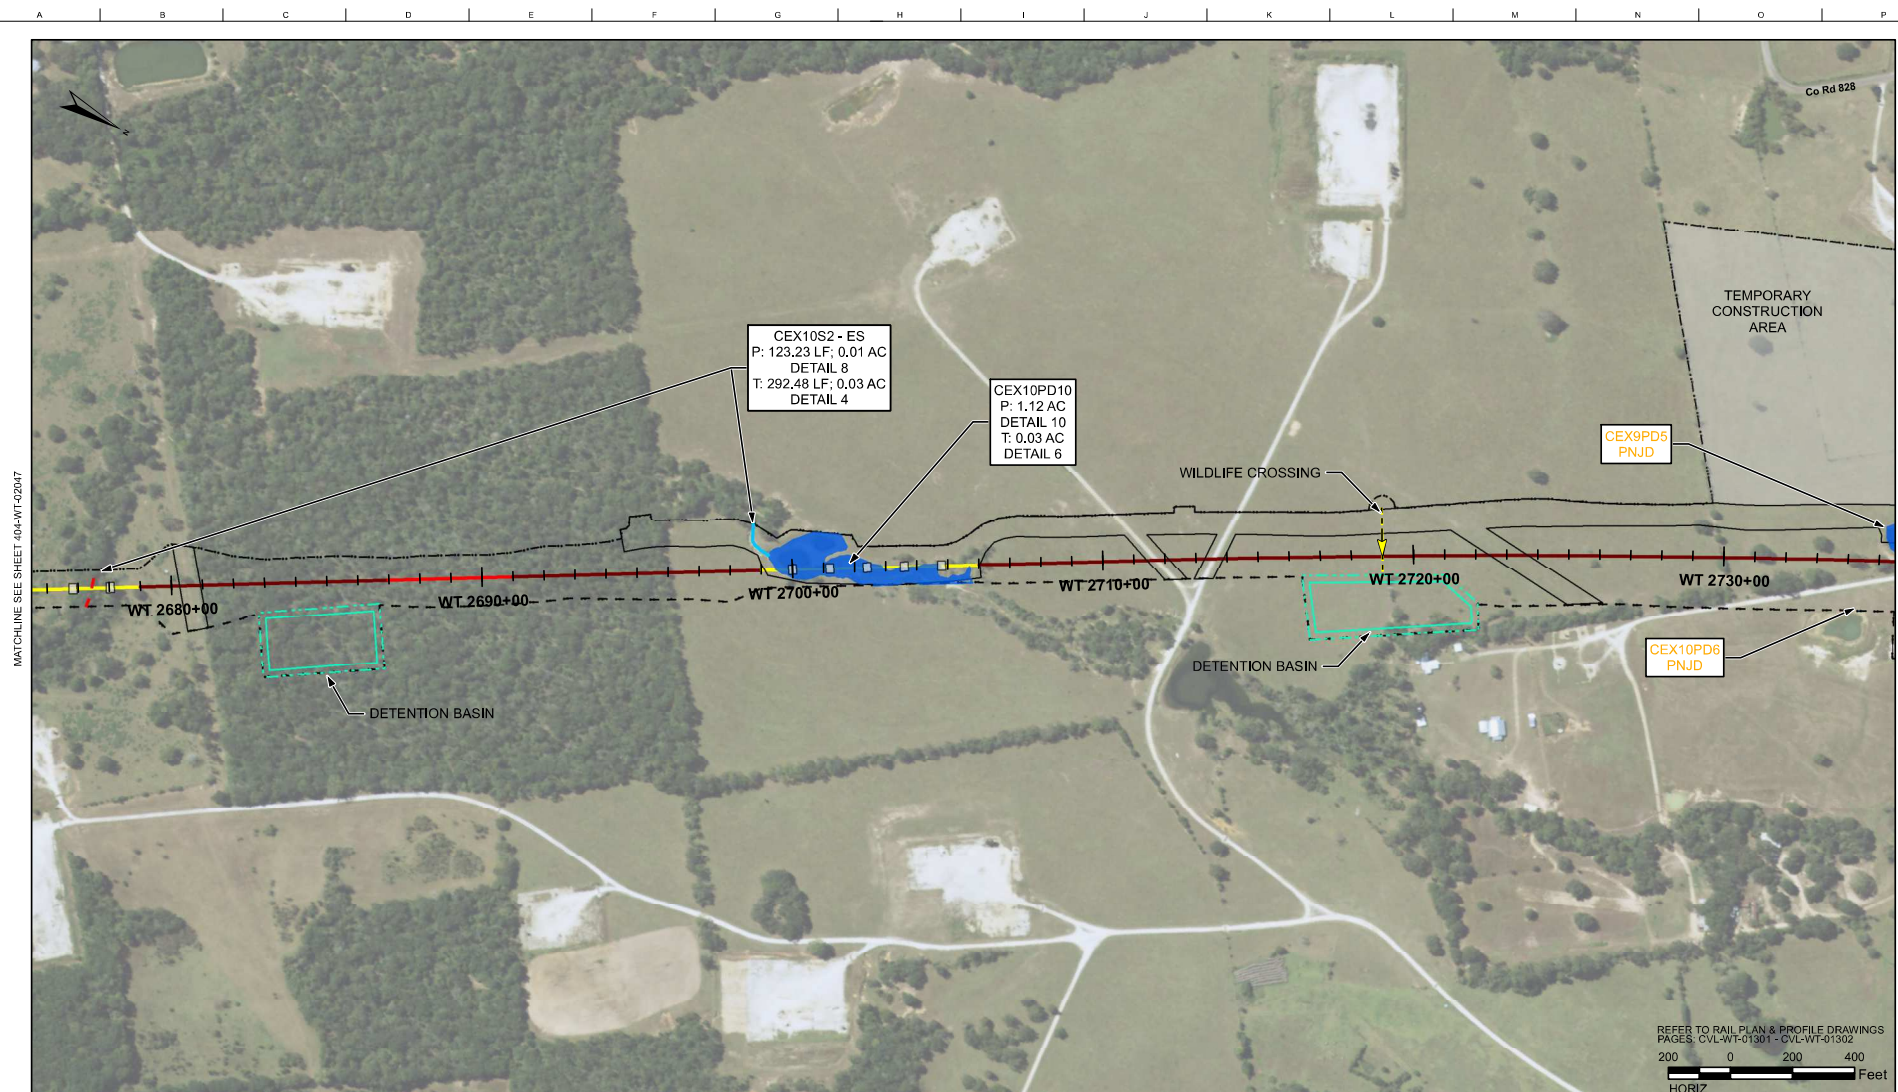 A B C D E F G H I J K L M N O P
Co Rd 828
N
TEMPORARY
CONSTRUCTION
AREA
CEX10S2 - ES
P: 123.23 LF; 0.01 AC
DETAIL 8
T: 292.48 LF; 0.03 AC
DETAIL 4
CEX10PD10
P: 1.12 AC
DETAIL 10
T: 0.03 AC
DETAIL 6
CEX9PD5
PNJD
WILDLIFE CROSSING
MATCHLINE SEE SHEET 404-WT-02047
WT 2680+00
WT 2690+00
WT 2700+00
WT 2710+00
WT 2720+00
WT 2730+00
CEX10PD6
PNJD
DETENTION BASIN
DETENTION BASIN
REFER TO RAIL PLAN & PROFILE DRAWINGS
PAGES: CVL-WT-01301 - CVL-WT-01302
200 0 200 400
Feet
HORIZ